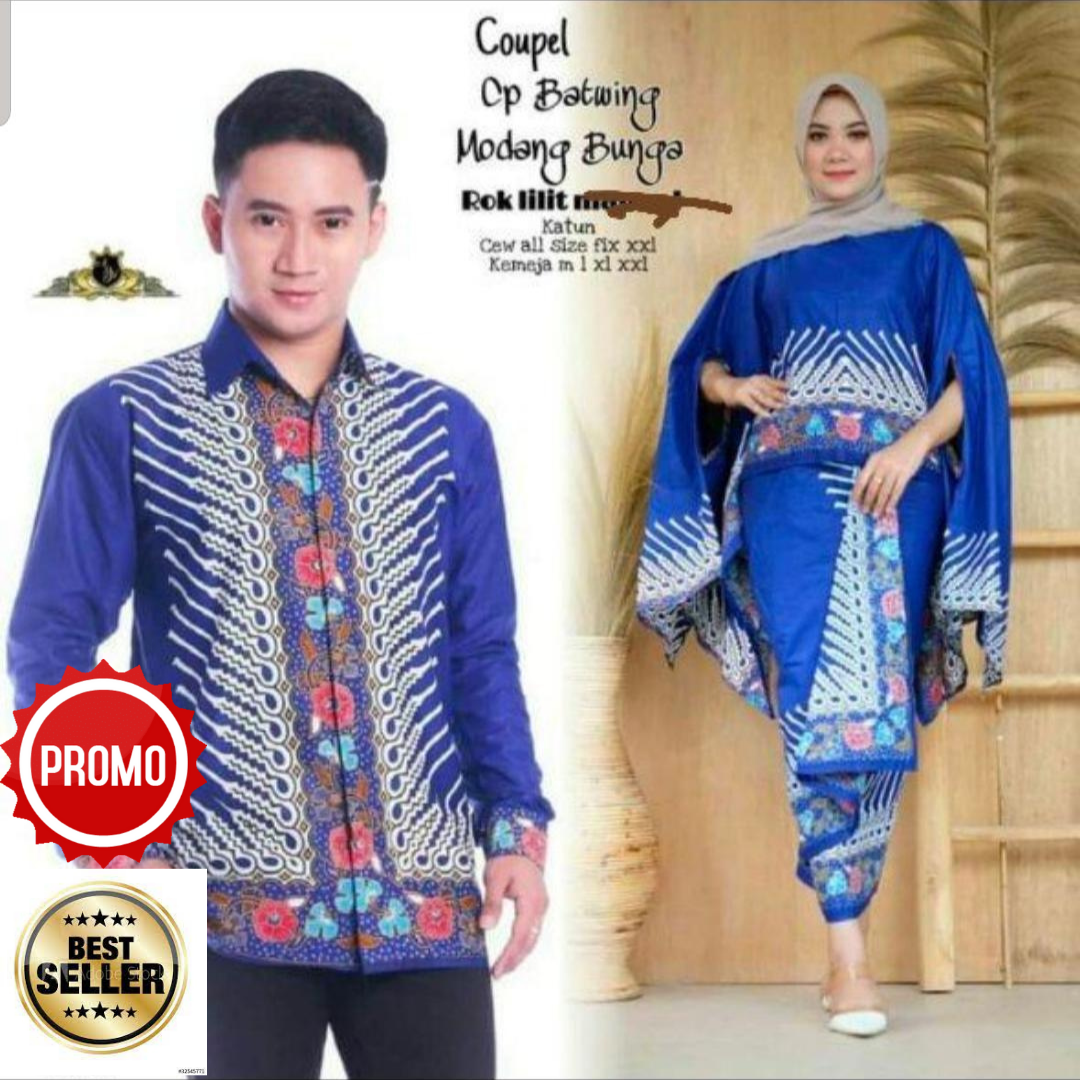 Coupel
Cp Batwing
Modang Bunga
Rok lilit
Katun
Cew all size fix xxl
Kemeja m l xl xxl
PROMO
BEST
SELLER
#32545771